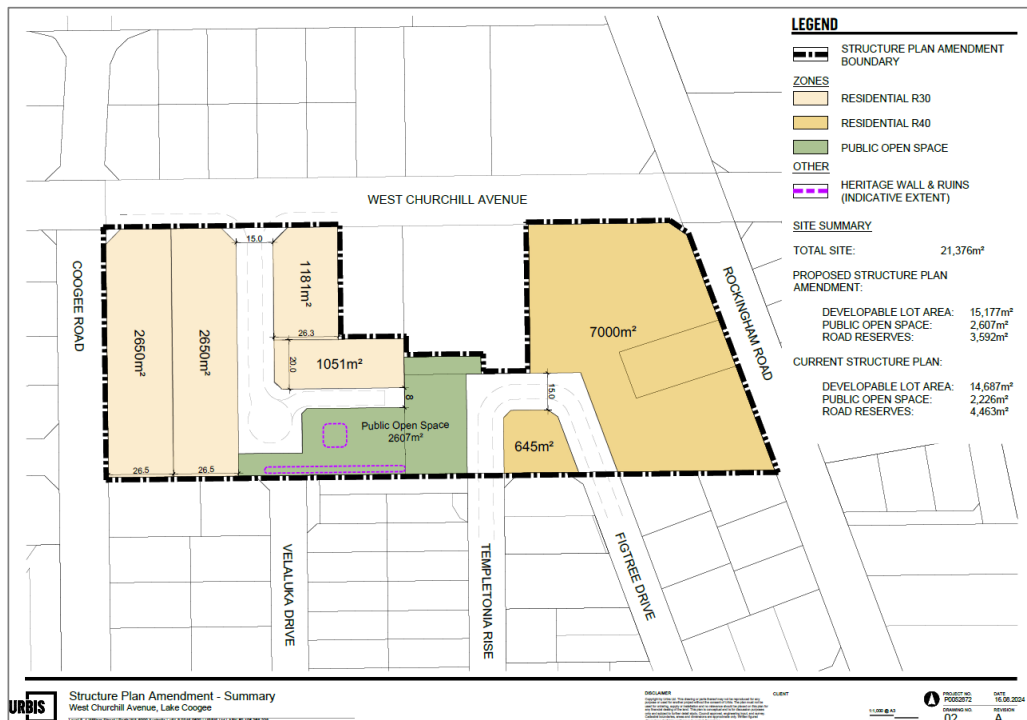 LEGEND
STRUCTURE PLAN AMENDMENT
BOUNDARY
ZONES
RESIDENTIAL R30
RESIDENTIAL R40
PUBLIC OPEN SPACE
OTHER
HERITAGE WALL & RUINS
(INDICATIVE EXTENT)
SITE SUMMARY
TOTAL SITE: 21,376m²
PROPOSED STRUCTURE PLAN
AMENDMENT:
DEVELOPABLE LOT AREA: 15,177m²
PUBLIC OPEN SPACE: 2,607m²
ROAD RESERVES: 3,592m²
CURRENT STRUCTURE PLAN:
DEVELOPABLE LOT AREA: 14,687m²
PUBLIC OPEN SPACE: 2,226m²
ROAD RESERVES: 4,463m²
WEST CHURCHILL AVENUE
COOGEE ROAD
ROCKINGHAM ROAD
15.0
1181m²
2650m²
2650m²
26.3
20.0
1051m²
7000m²
15.0
8
Public Open Space
2607m²
645m²
26.5
26.5
VELALUKA DRIVE
TEMPLETONIA RISE
FIGTREE DRIVE
URBIS
Structure Plan Amendment - Summary
West Churchill Avenue, Lake Coogee
DISCLAIMER
CLIENT
1:1,000 @ A3
PROJECT NO.
P0052872
DATE
16.08.2024
DRAWING NO.
02
REVISION
A